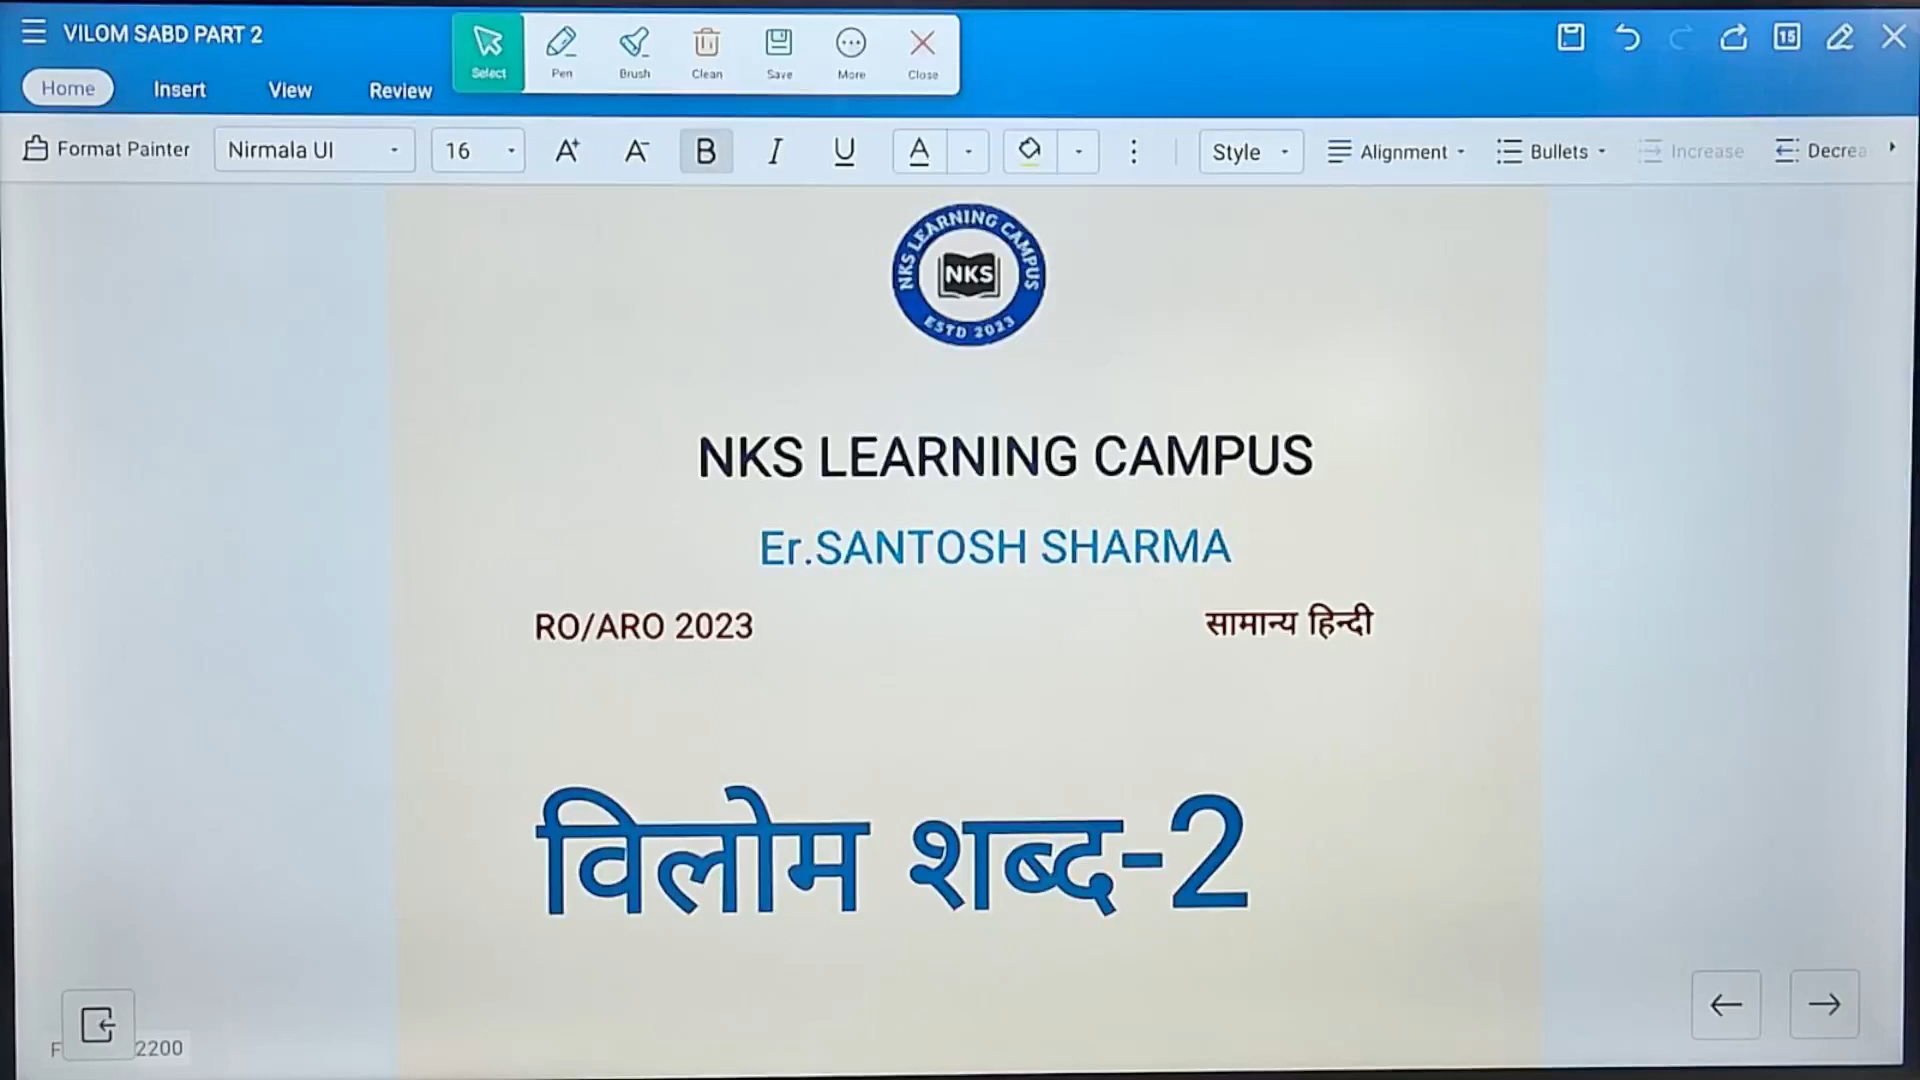 VILOM SABD PART 2
Select
Pen
Brush
Clean
Save
More
Close
15
Home
Insert
View
Review
Format Painter
Nirmala UI
16
A+
A-
B
I
U
A
Style
Alignment
Bullets
Increase
Decrea
NKS LEARNING CAMPUS
NKS
ESTD 2023
NKS LEARNING CAMPUS
Er.SANTOSH SHARMA
RO/ARO 2023
सामान्य हिन्दी
विलोम शब्द-2
F
2200